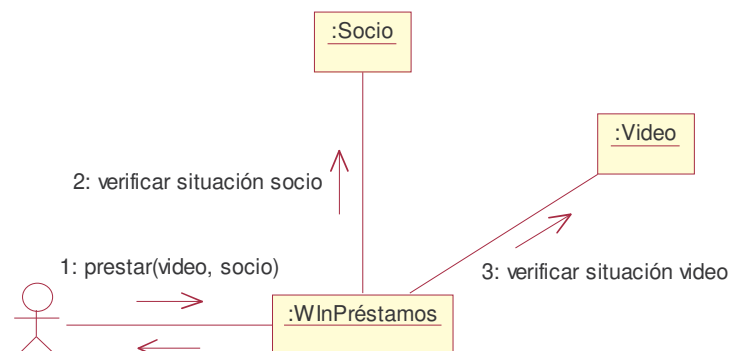 :Socio
:Video
2: verificar situación socio
1: prestar(video, socio)
3: verificar situación video
:WInPréstamos